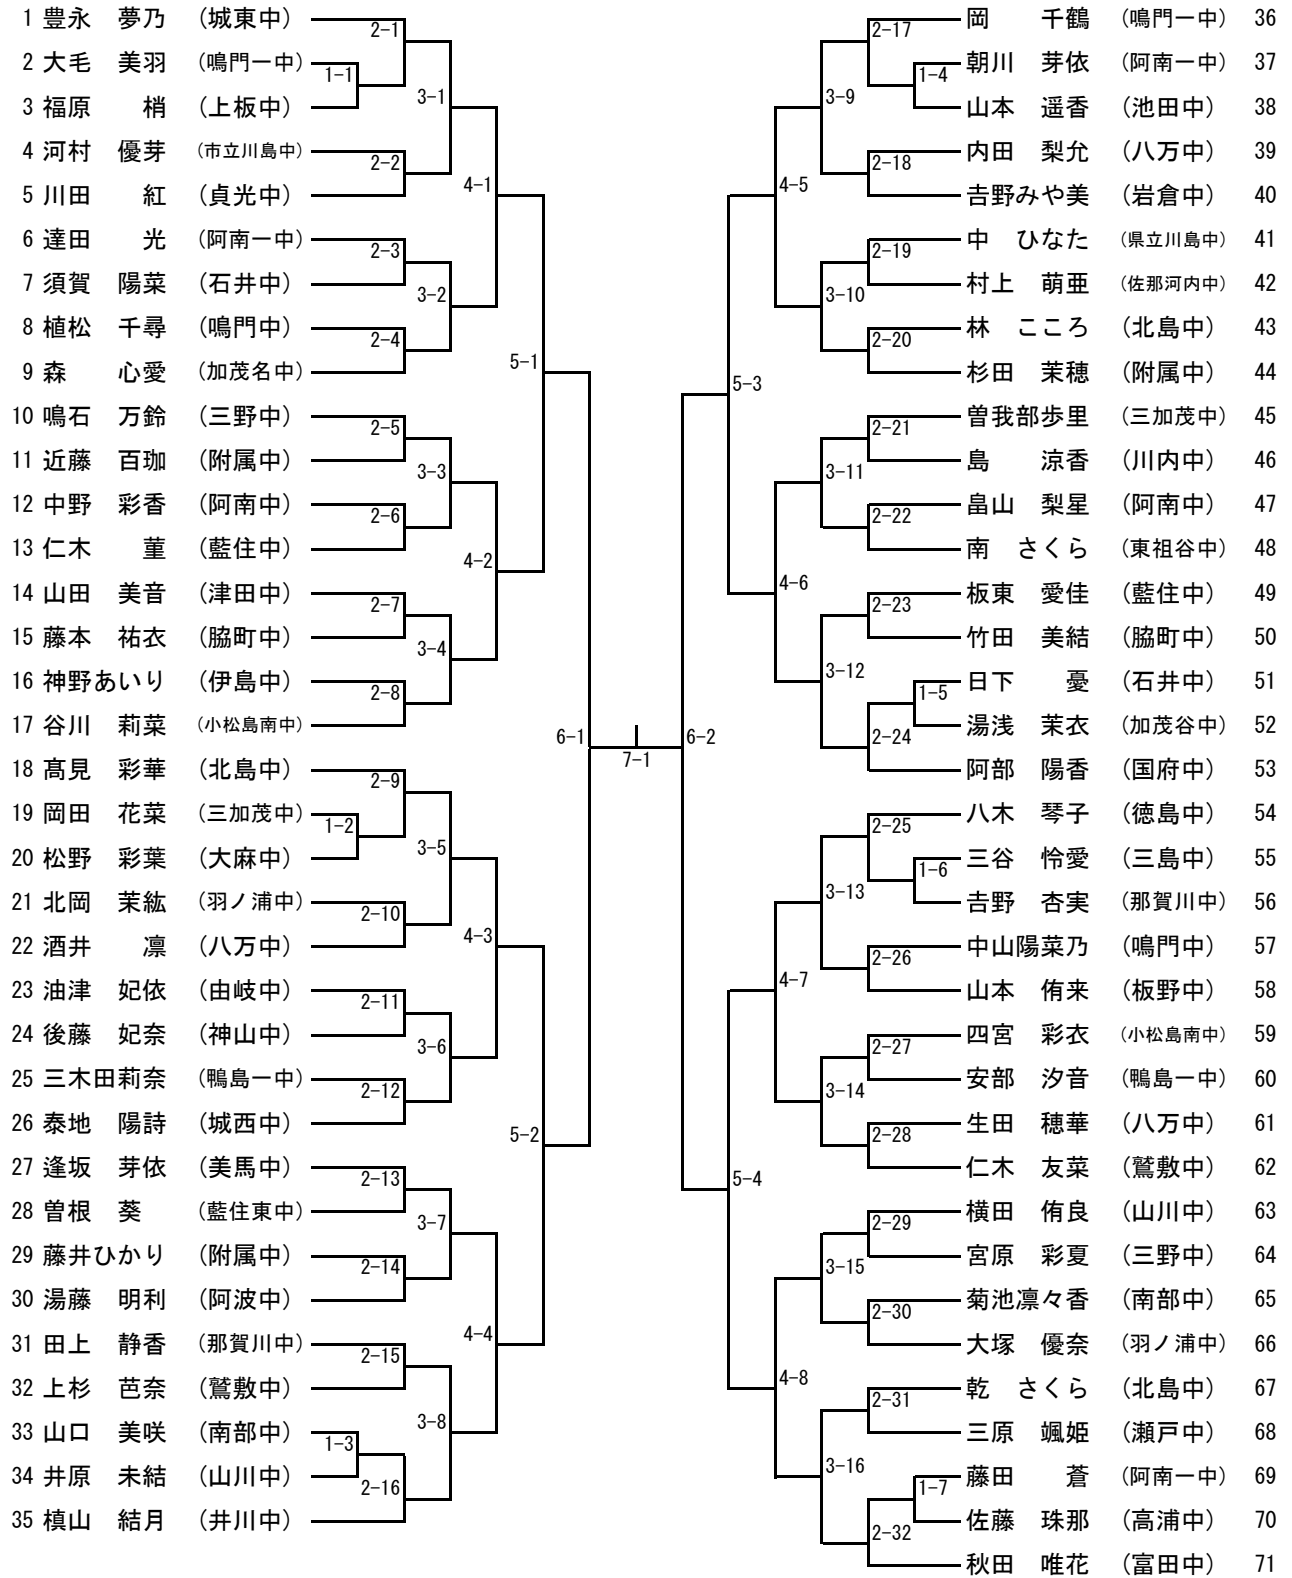 1 豊永 夢乃 (城東中)
2 大毛 美羽 (鳴門一中)
3 福原 梢 (上板中)
4 河村 優芽 (市立川島中)
5 川田 紅 (貞光中)
6 達田 光 (阿南一中)
7 須賀 陽菜 (石井中)
8 植松 千尋 (鳴門中)
9 森 心愛 (加茂名中)
10 鳴石 万鈴 (三野中)
11 近藤 百珈 (附属中)
12 中野 彩香 (阿南中)
13 仁木 菫 (藍住中)
14 山田 美音 (津田中)
15 藤本 祐衣 (脇町中)
16 神野あいり (伊島中)
17 谷川 莉菜 (小松島南中)
18 髙見 彩華 (北島中)
19 岡田 花菜 (三加茂中)
20 松野 彩葉 (大麻中)
21 北岡 茉紘 (羽ノ浦中)
22 酒井 凛 (八万中)
23 油津 妃依 (由岐中)
24 後藤 妃奈 (神山中)
25 三木田莉奈 (鴨島一中)
26 泰地 陽詩 (城西中)
27 逢坂 芽依 (美馬中)
28 曽根 葵 (藍住東中)
29 藤井ひかり (附属中)
30 湯藤 明利 (阿波中)
31 田上 静香 (那賀川中)
32 上杉 芭奈 (鷲敷中)
33 山口 美咲 (南部中)
34 井原 未結 (山川中)
35 槙山 結月 (井川中)
1-1
1-2
1-3
2-1
2-2
2-3
2-4
2-5
2-6
2-7
2-8
2-9
2-10
2-11
2-12
2-13
2-14
2-15
2-16
3-1
3-2
3-3
3-4
3-5
3-6
3-7
3-8
4-1
4-2
4-3
4-4
5-1
5-2
6-1
7-1
6-2
5-3
5-4
4-5
4-6
4-7
4-8
3-9
3-10
3-11
3-12
3-13
3-14
3-15
3-16
2-17
2-18
2-19
2-20
2-21
2-22
2-23
2-24
2-25
2-26
2-27
2-28
2-29
2-30
2-31
2-32
1-4
1-5
1-6
1-7
岡 千鶴 (鳴門一中) 36
朝川 芽依 (阿南一中) 37
山本 遥香 (池田中) 38
内田 梨允 (八万中) 39
𠮷野みや美 (岩倉中) 40
中 ひなた (県立川島中) 41
村上 萌亜 (佐那河内中) 42
林 こころ (北島中) 43
杉田 茉穂 (附属中) 44
曽我部歩里 (三加茂中) 45
島 涼香 (川内中) 46
畠山 梨星 (阿南中) 47
南 さくら (東祖谷中) 48
板東 愛佳 (藍住中) 49
竹田 美結 (脇町中) 50
日下 憂 (石井中) 51
湯浅 茉衣 (加茂谷中) 52
阿部 陽香 (国府中) 53
八木 琴子 (徳島中) 54
三谷 怜愛 (三島中) 55
𠮷野 杏実 (那賀川中) 56
中山陽菜乃 (鳴門中) 57
山本 侑来 (板野中) 58
四宮 彩衣 (小松島南中) 59
安部 汐音 (鴨島一中) 60
生田 穂華 (八万中) 61
仁木 友菜 (鷲敷中) 62
横田 侑良 (山川中) 63
宮原 彩夏 (三野中) 64
菊池凛々香 (南部中) 65
大塚 優奈 (羽ノ浦中) 66
乾 さくら (北島中) 67
三原 颯姫 (瀬戸中) 68
藤田 蒼 (阿南一中) 69
佐藤 珠那 (高浦中) 70
秋田 唯花 (富田中) 71